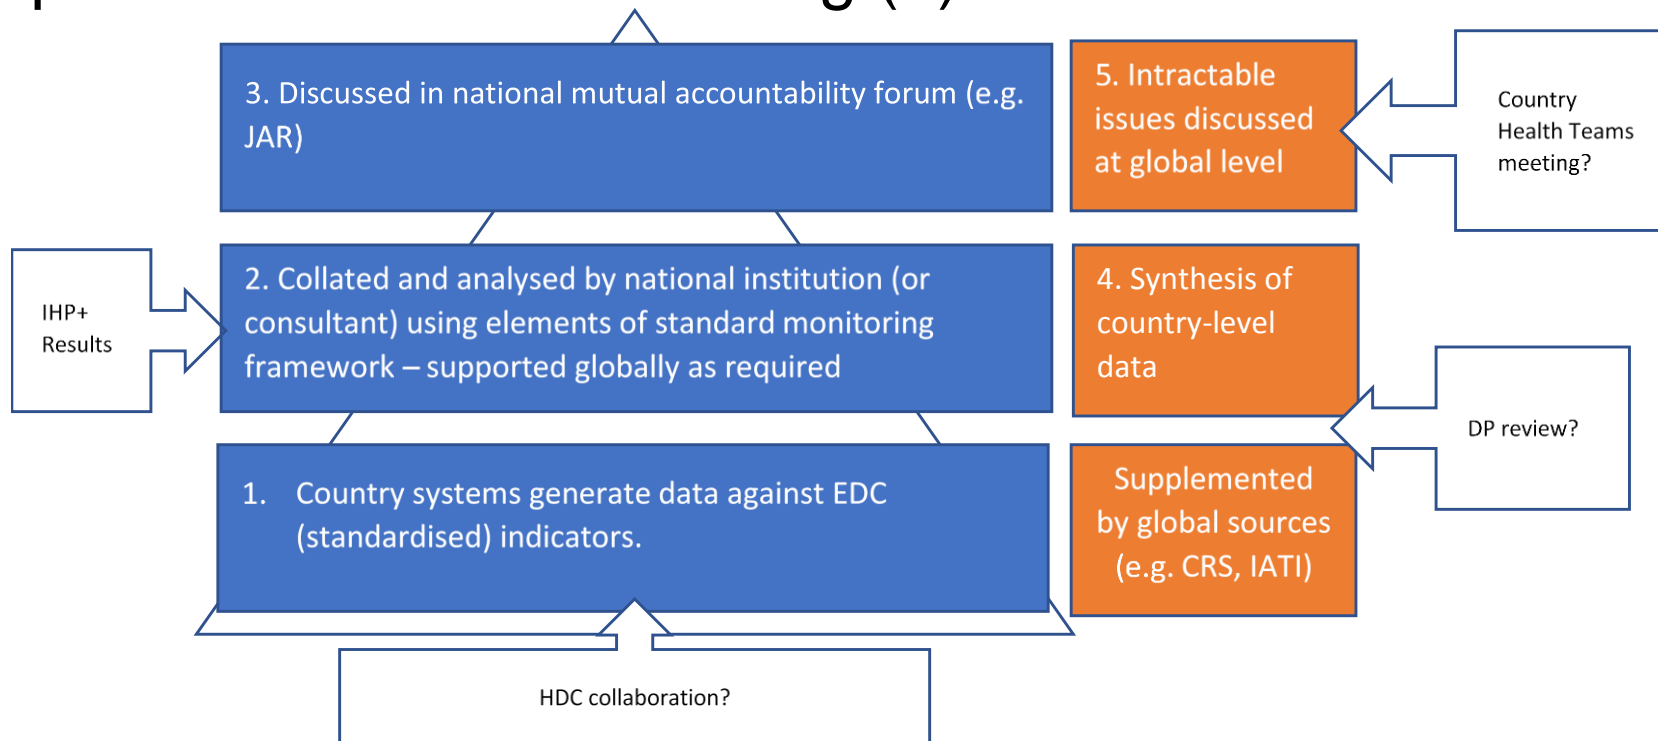 3. Discussed in national mutual accountability forum (e.g.
JAR)
5. Intractable
issues discussed
at global level
Country
Health Teams
meeting?
IHP+
Results
2. Collated and analysed by national institution (or
consultant) using elements of standard monitoring
framework – supported globally as required
4. Synthesis of
country-level
data
DP review?
1. Country systems generate data against EDC
(standardised) indicators.
Supplemented
by global sources
(e.g. CRS, IATI)
HDC collaboration?